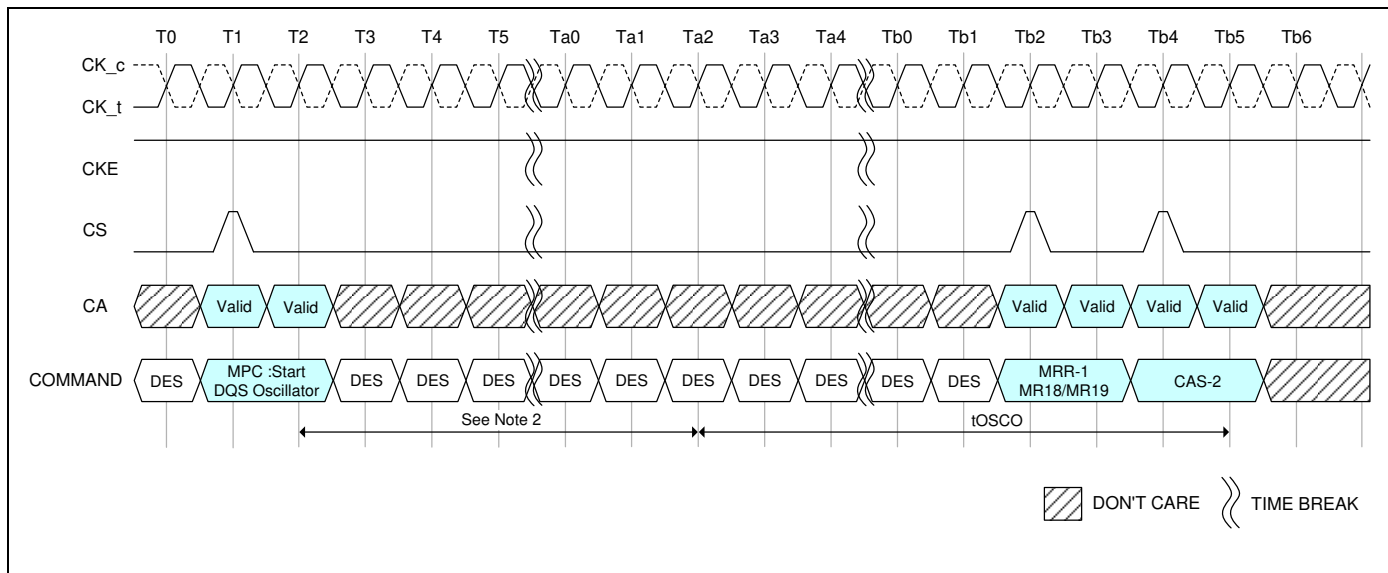 T0 T1 T2 T3 T4 T5 Ta0 Ta1 Ta2 Ta3 Ta4 Tb0 Tb1 Tb2 Tb3 Tb4 Tb5 Tb6
CK_c
CK_t
CKE
CS
CA
Valid Valid Valid Valid Valid Valid
COMMAND
DES
MPC :Start
DQS Oscillator
DES DES DES DES DES DES DES DES DES DES
MRR-1
MR18/MR19
CAS-2
See Note 2
tOSCO
DON'T CARE
TIME BREAK